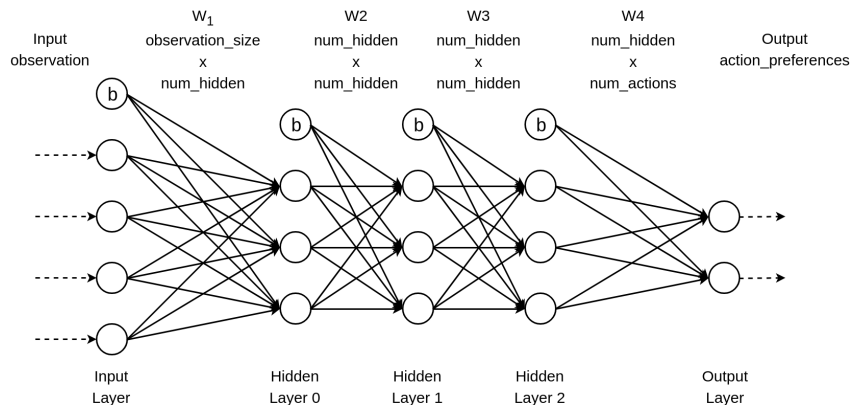 Input
observation
W1
observation_size
x
num_hidden
W2
num_hidden
x
num_hidden
W3
num_hidden
x
num_hidden
W4
num_hidden
x
num_actions
Output
action_preferences
b
b
b
b
Input
Layer
Hidden
Layer 0
Hidden
Layer 1
Hidden
Layer 2
Output
Layer